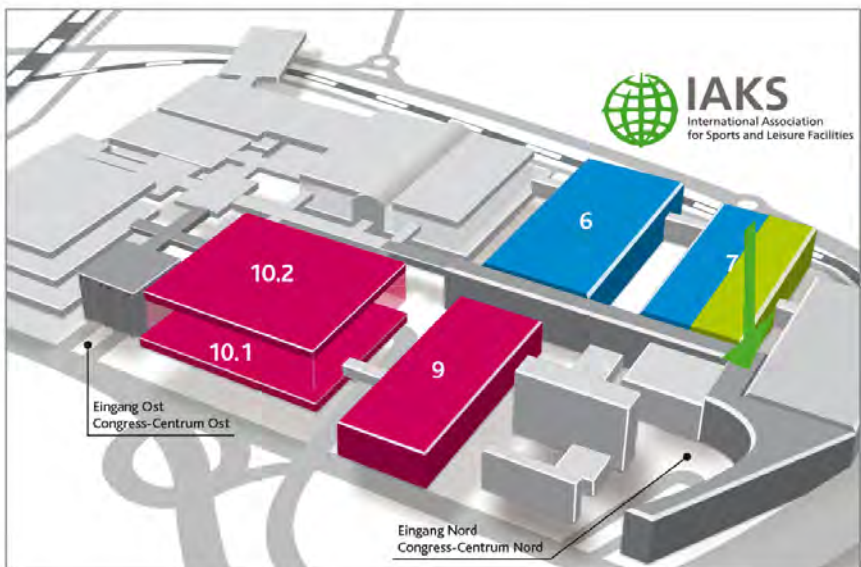 IAKS
International Association
for Sports and Leisure Facilities
6
7
10.2
10.1
9
Eingang Ost
Congress-Centrum Ost
Eingang Nord
Congress-Centrum Nord